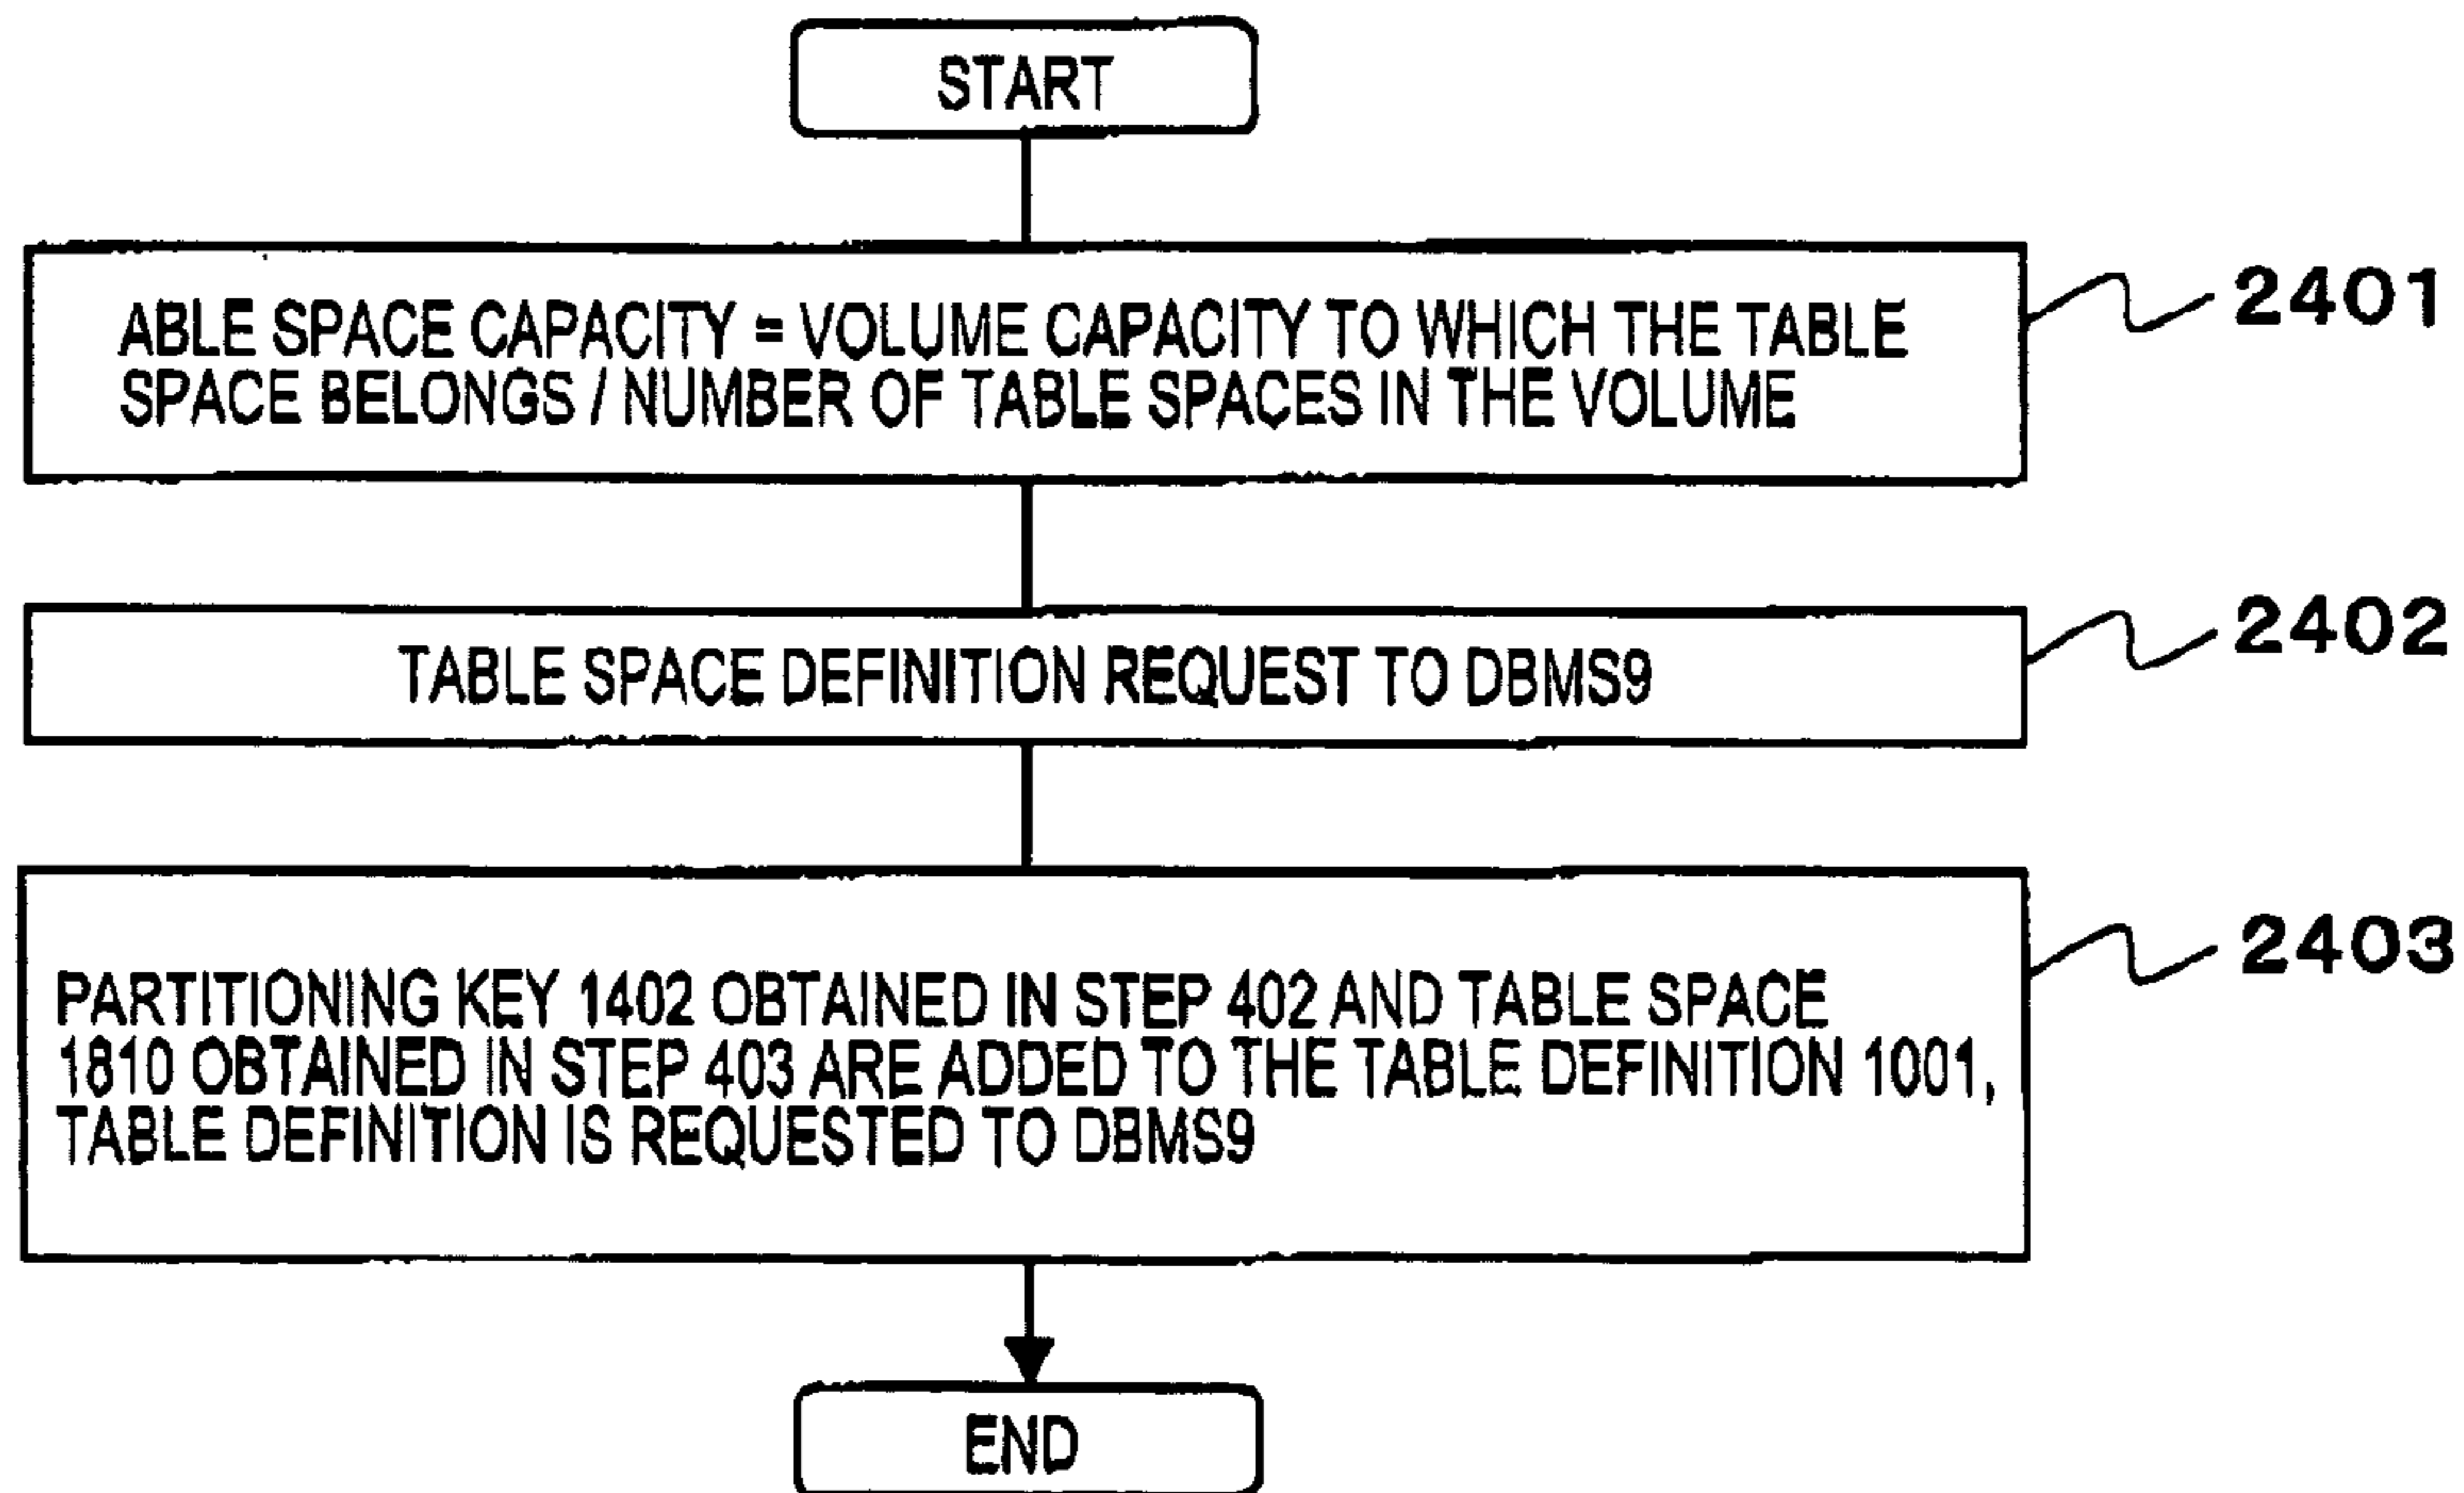 START
ABLE SPACE CAPACITY = VOLUME CAPACITY TO WHICH THE TABLE
SPACE BELONGS / NUMBER OF TABLE SPACES IN THE VOLUME
2401
TABLE SPACE DEFINITION REQUEST TO DBMS9
2402
PARTITIONING KEY 1402 OBTAINED IN STEP 402 AND TABLE SPACE
1810 OBTAINED IN STEP 403 ARE ADDED TO THE TABLE DEFINITION 1001,
TABLE DEFINITION IS REQUESTED TO DBMS9
2403
END